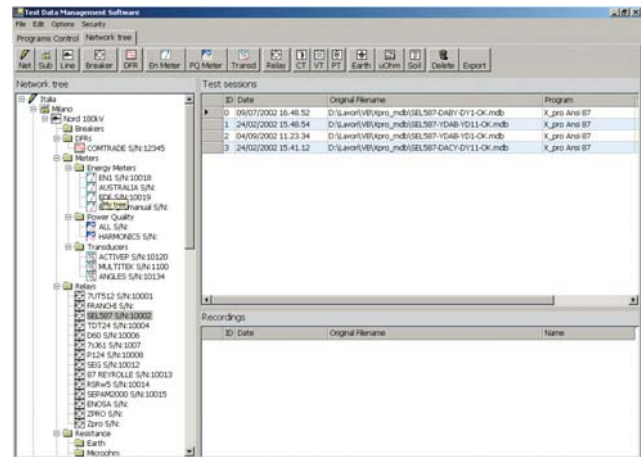 Test Data Management Software
File Edit Options Security
Programs Control Network tree
Net Sub Line Breaker DFR En Meter PQ Meter Transd Relay CT VT PT Earth uOhm Soil Delete Export
Network tree
Italia
Milano
Nord 180kV
Breakers
DFRs
COMTRADE S/N:12345
Meters
Energy Meters
EN1 S/N:10018
AUSTRALIA S/N:
EDF S/N:10019
My tree
manual S/N:
Power Quality
ALL S/N:
HARMONICS S/N:
Transducers
ACTIVEP S/N:10120
MULTITEK S/N:1100
ANGLES S/N:10134
Relays
7UT512 S/N:10001
FRANCHI S/N:
SEL587 S/N:10002
TDT24 S/N:10004
D60 S/N:10006
7sJ61 S/N:1007
P124 S/N:10008
SEG S/N:10012
87 REYROLLE S/N:10013
RSRw5 S/N:10014
SEPAM2000 S/N:10015
ENOSA S/N:
ZPRO S/N:
Zpro S/N:
Resistance
Earth
Microohm
Test sessions
ID Date Original Filename Program
0 09/07/2002 16.48.52 D:\Lavori\VB\Xpro_mdb\SEL587-DABY-DY1-OK.mdb X_pro Ansi 87
1 24/02/2002 15.48.54 D:\Lavori\VB\Xpro_mdb\SEL587-YDAB-YD11-OK.mdb X_pro Ansi 87
2 04/09/2002 11.23.34 D:\Lavori\VB\Xpro_mdb\SEL587-YDAB-YD1-OK.mdb X_pro Ansi 87
3 24/02/2002 15.41.12 D:\Lavori\VB\Xpro_mdb\SEL587-DACY-DY11-OK.mdb X_pro Ansi 87
Recordings
ID Date Original Filename Name